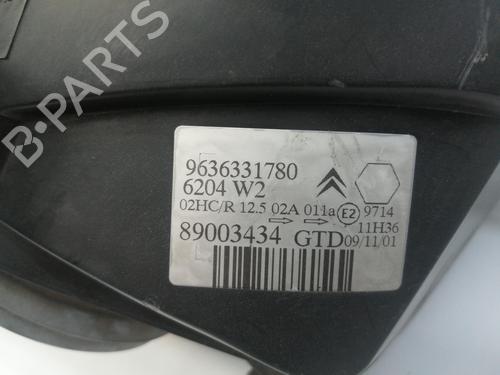 B-PARTS
9636331780
6204 W2
02HC/R 12.5 02A 011a E2 9714
11H36
89003434 GTD 09/11/01